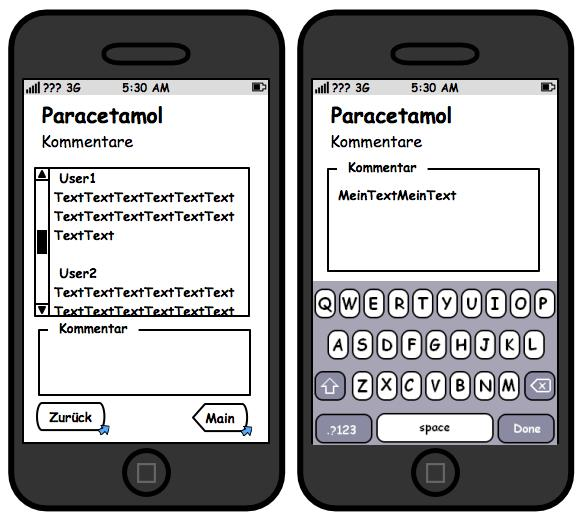 ??? 3G 5:30 AM
Paracetamol
Kommentare
User1
TextTextTextTextTextText
TextTextTextTextTextText
TextText
User2
TextTextTextTextTextText
TextTextTextTextTextText
Kommentar
Zurück
Main
??? 3G 5:30 AM
Paracetamol
Kommentare
Kommentar
MeinTextMeinText
Q W E R T Y U I O P
A S D F G H J K L
Z X C V B N M
.?123 space Done